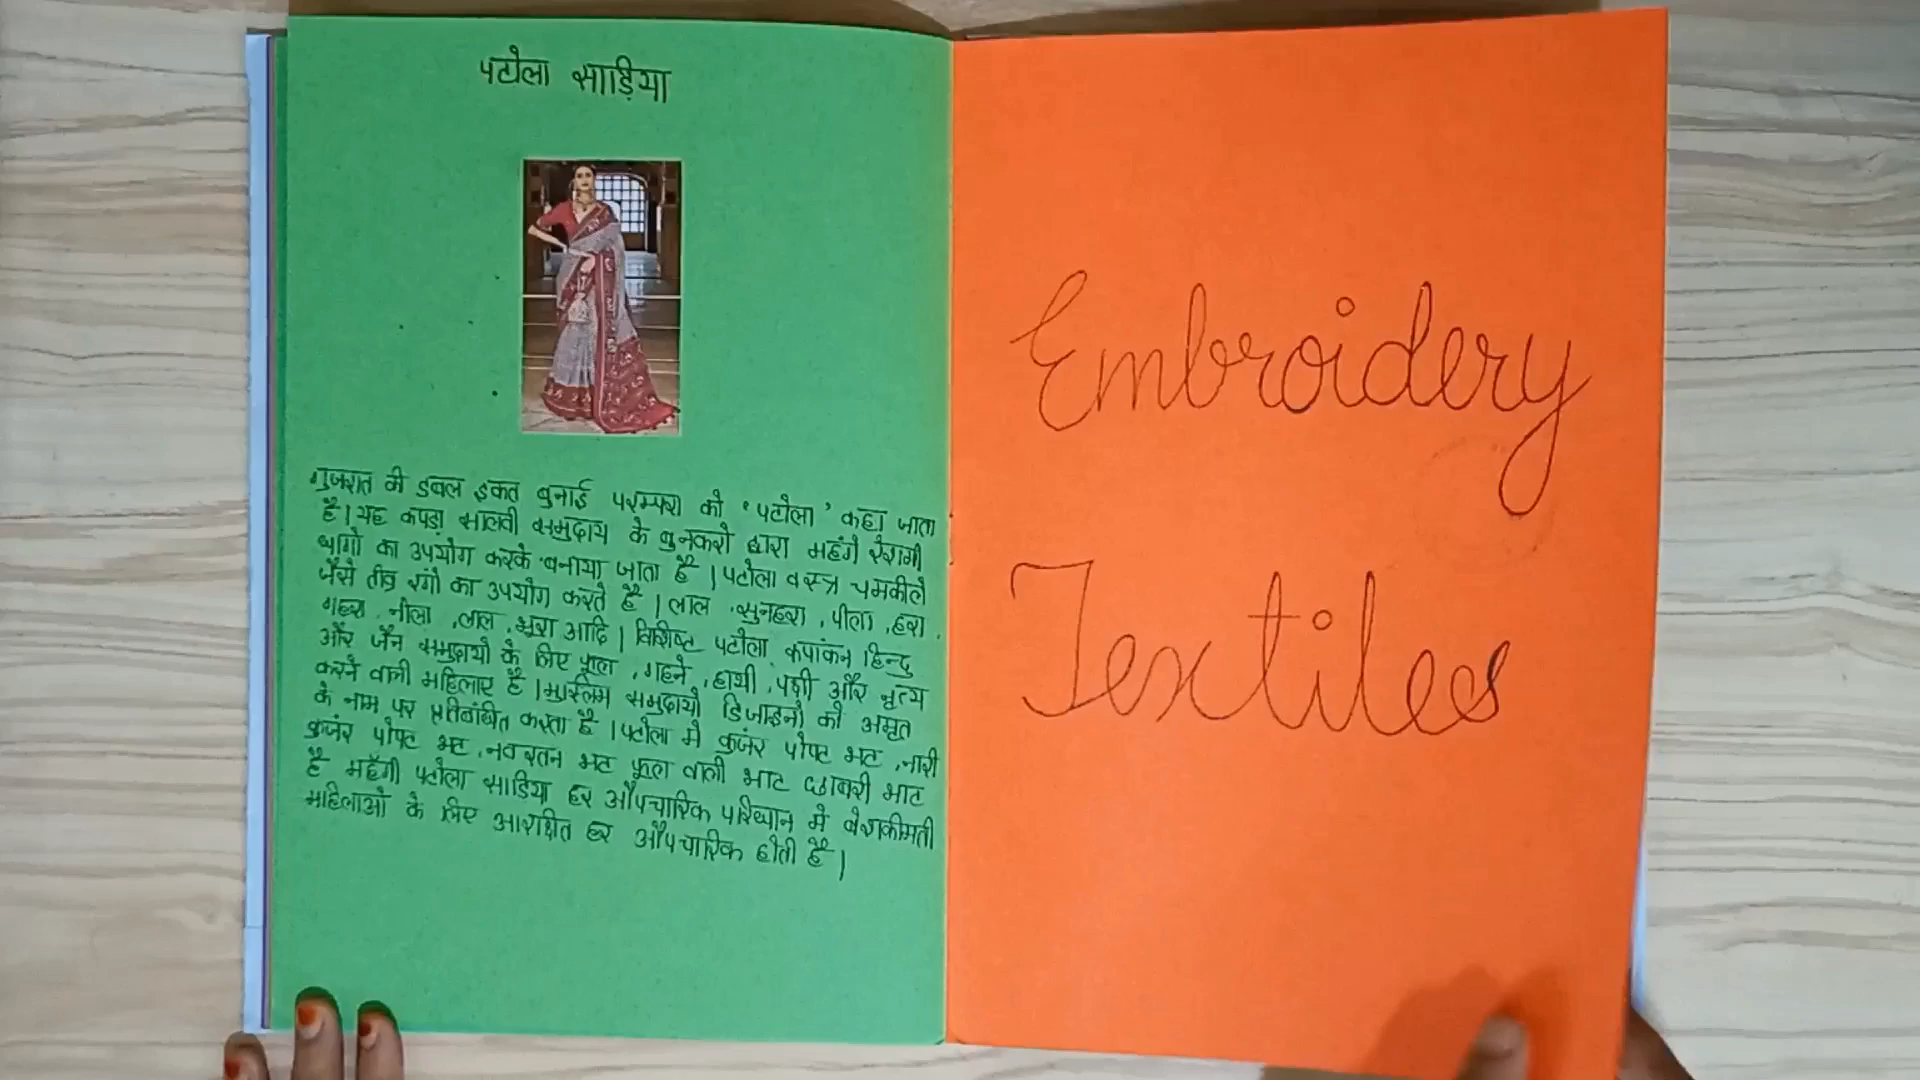 पटोला साड़िया
गुजरात मे डबल इकत बुनाई परम्परा को 'पटोला' कहा जाता
है। यह कपड़ा सालवी समुदाय के बुनकरो द्वारा महंगे रेशमी
धागो का उपयोग करके बनाया जाता है। पटोला वस्त्र चमकीले
जैसे तीव्र रंगो का उपयोग करते है। लाल, सुनहरा, पीला, हरा,
गहरा, नीला, लाल, भूरा आदि। विशिष्ट पटोला, रूपांकन हिन्दु
और जैन समुदायो के लिए फूल, गहने, हाथी, पक्षी और नृत्य
करने वाली महिलाए है। मुस्लिम समुदायो डिजाइनो को अमृत
के नाम पर प्रतिबंधित करता है। पटोला मे कुंजर पोपट भट, नारी
कुंजर पोपट भट, नवरतन भट फूल वाली भाट भाट
है महँगी पटोला साडिया हर औपचारिक परिधान मे बेशकीमती
महिलाओ के लिए आरक्षित हर औपचारिक होती है।
Embroidery
Textiles